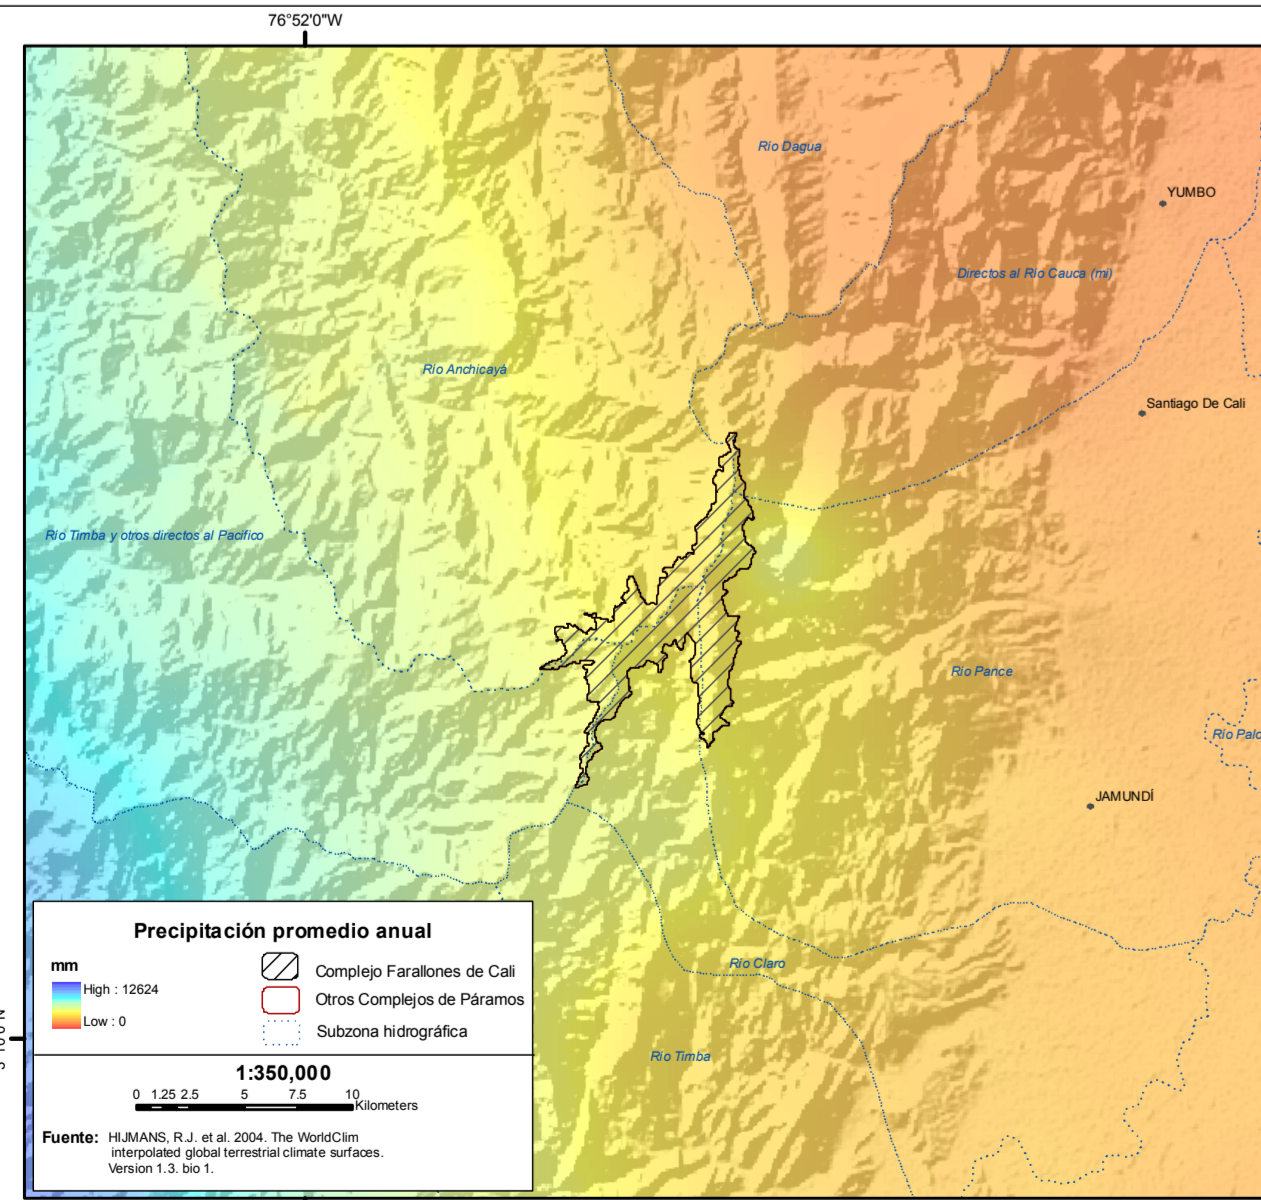 76°52'0"W
Río Dagua
YUMBO
Directos al Río Cauca (mi)
Río Anchicayá
Santiago De Cali
Río Timba y otros directos al Pacifico
Río Pance
JAMUNDÍ
Precipitación promedio anual
mm
High : 12624
Low : 0
Complejo Farallones de Cali
Otros Complejos de Páramos
Subzona hidrográfica
Río Claro
Río Timba
1:350,000
0 1.25 2.5 5 7.5 10
Kilometers
Fuente: HIJMANS, R.J. et al. 2004. The WorldClim
interpolated global terrestrial climate surfaces.
Version 1.3. bio 1.